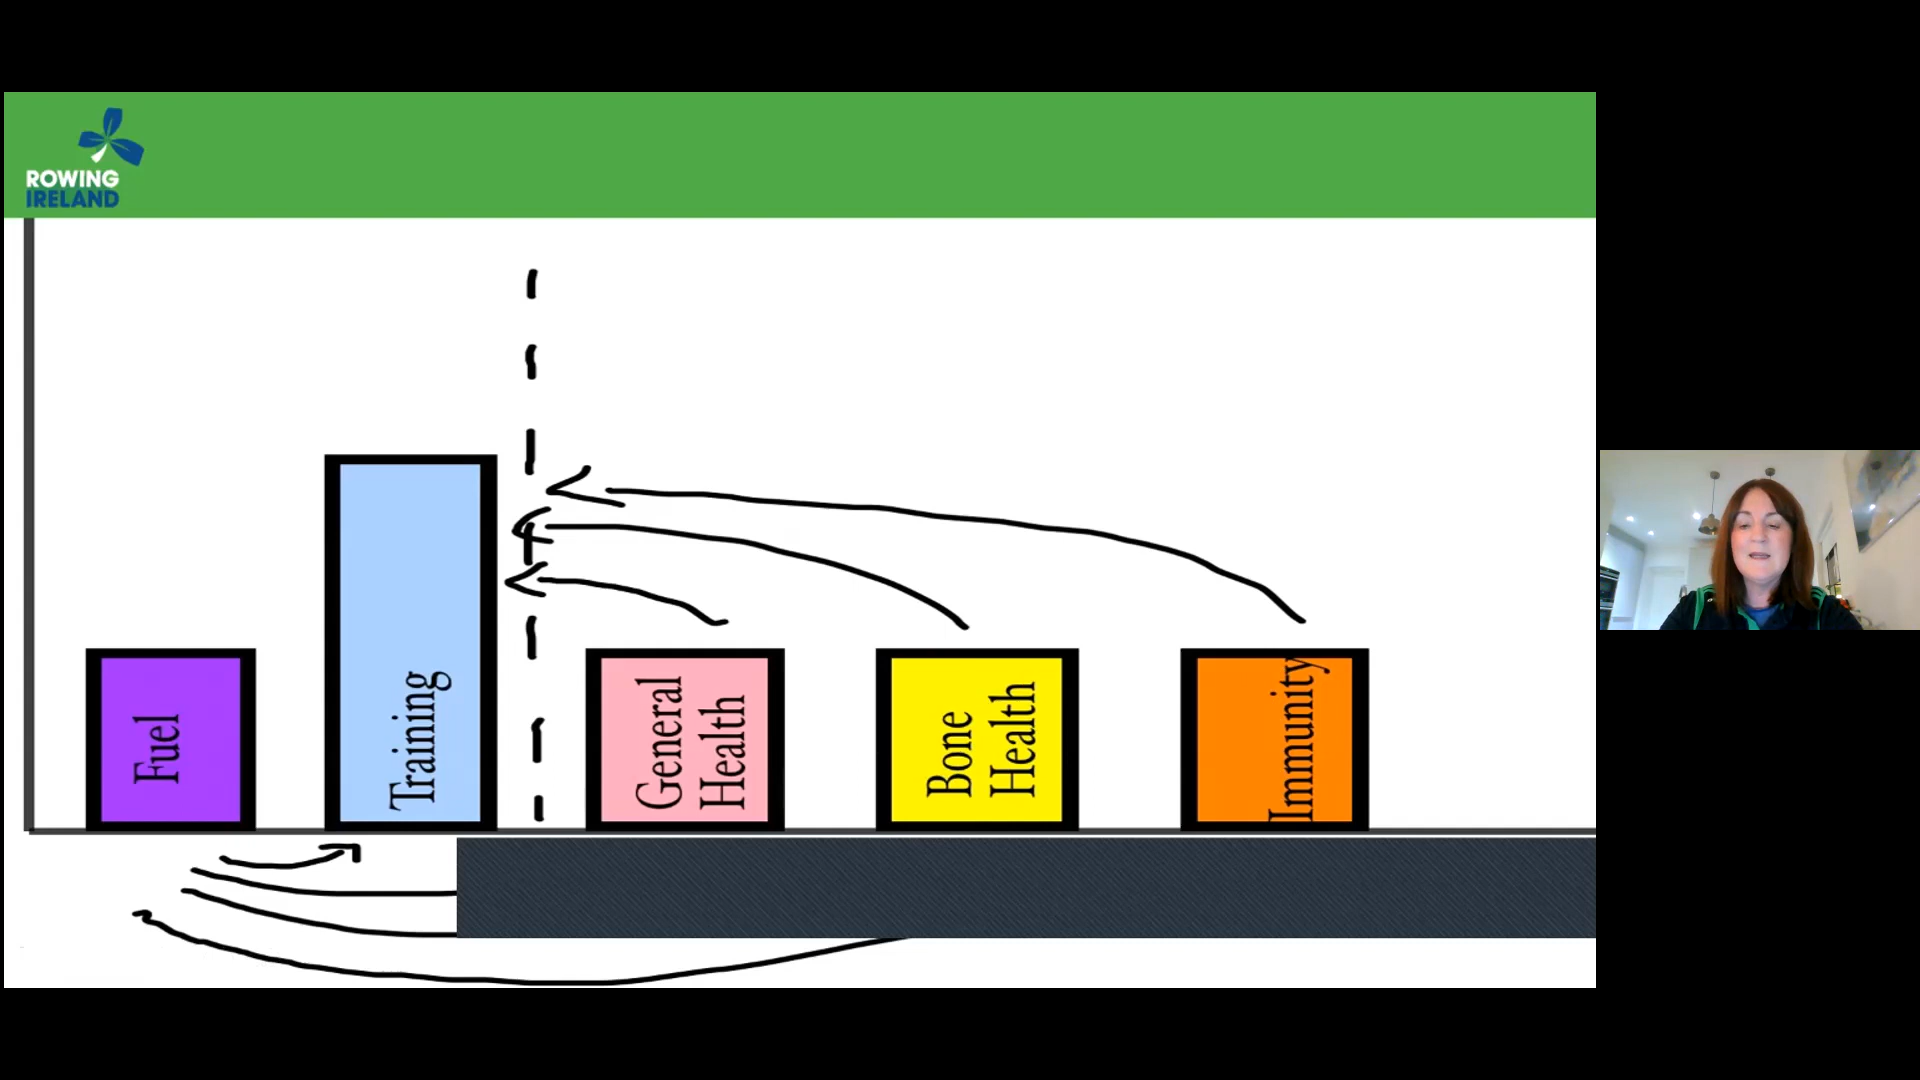 ROWING
IRELAND
Fuel
Training
General
Health
Bone
Health
Immunity